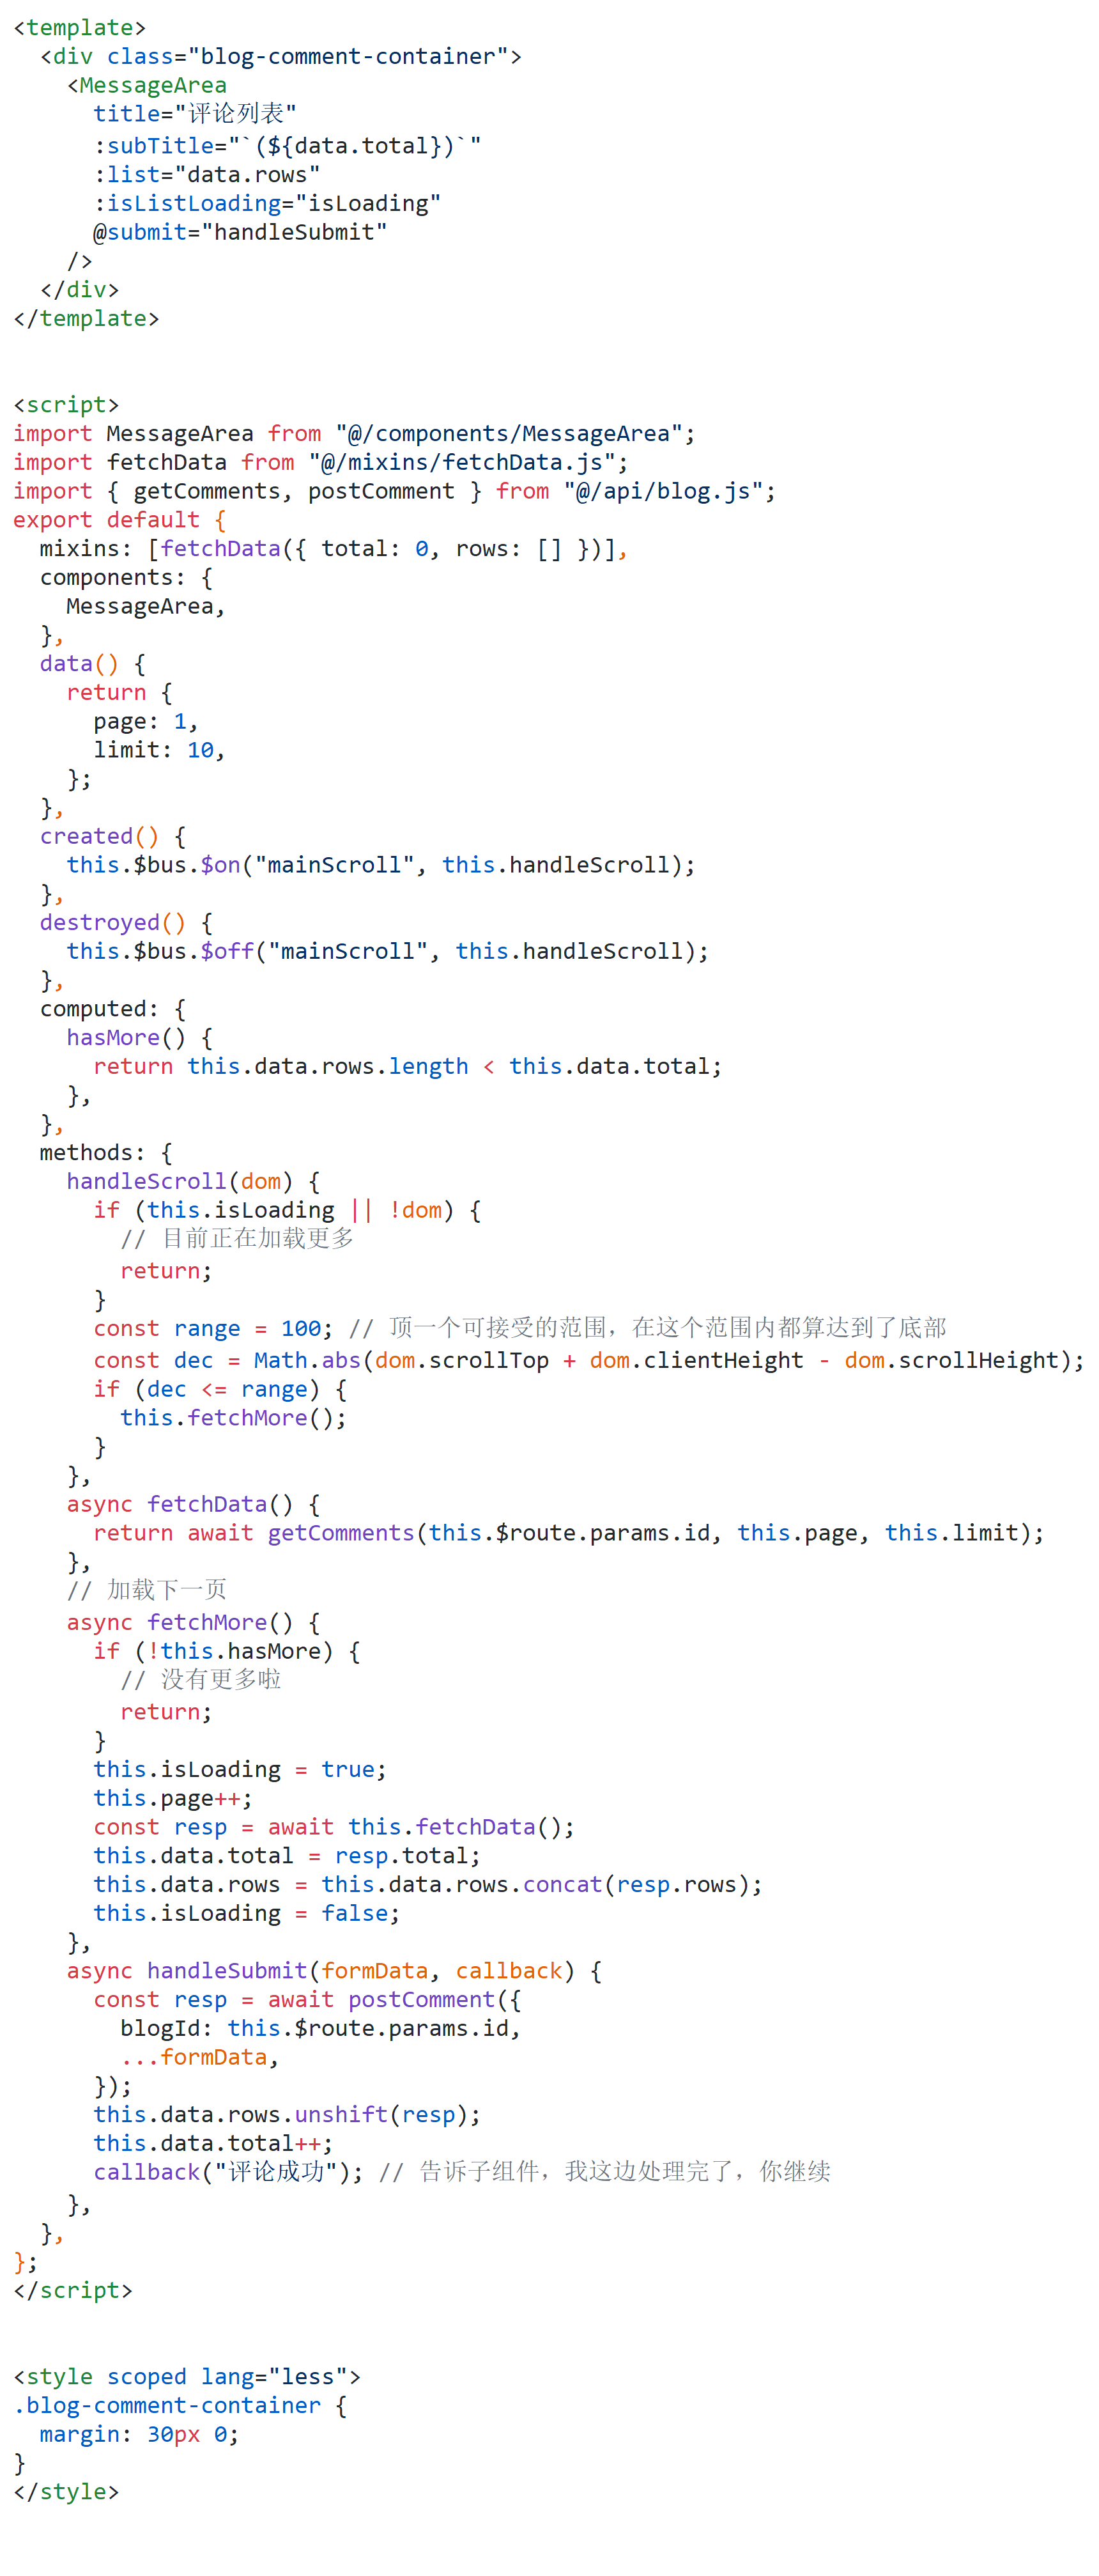 <template>
  <div class="blog-comment-container">
    <MessageArea
      title="评论列表"
      :subTitle="`(${data.total})`"
      :list="data.rows"
      :isListLoading="isLoading"
      @submit="handleSubmit"
    />
  </div>
</template>

<script>
import MessageArea from "@/components/MessageArea";
import fetchData from "@/mixins/fetchData.js";
import { getComments, postComment } from "@/api/blog.js";
export default {
  mixins: [fetchData({ total: 0, rows: [] })],
  components: {
    MessageArea,
  },
  data() {
    return {
      page: 1,
      limit: 10,
    };
  },
  created() {
    this.$bus.$on("mainScroll", this.handleScroll);
  },
  destroyed() {
    this.$bus.$off("mainScroll", this.handleScroll);
  },
  computed: {
    hasMore() {
      return this.data.rows.length < this.data.total;
    },
  },
  methods: {
    handleScroll(dom) {
      if (this.isLoading || !dom) {
        // 目前正在加载更多
        return;
      }
      const range = 100; // 顶一个可接受的范围，在这个范围内都算达到了底部
      const dec = Math.abs(dom.scrollTop + dom.clientHeight - dom.scrollHeight);
      if (dec <= range) {
        this.fetchMore();
      }
    },
    async fetchData() {
      return await getComments(this.$route.params.id, this.page, this.limit);
    },
    // 加载下一页
    async fetchMore() {
      if (!this.hasMore) {
        // 没有更多啦
        return;
      }
      this.isLoading = true;
      this.page++;
      const resp = await this.fetchData();
      this.data.total = resp.total;
      this.data.rows = this.data.rows.concat(resp.rows);
      this.isLoading = false;
    },
    async handleSubmit(formData, callback) {
      const resp = await postComment({
        blogId: this.$route.params.id,
        ...formData,
      });
      this.data.rows.unshift(resp);
      this.data.total++;
      callback("评论成功"); // 告诉子组件，我这边处理完了，你继续
    },
  },
};
</script>

<style scoped lang="less">
.blog-comment-container {
  margin: 30px 0;
}
</style>